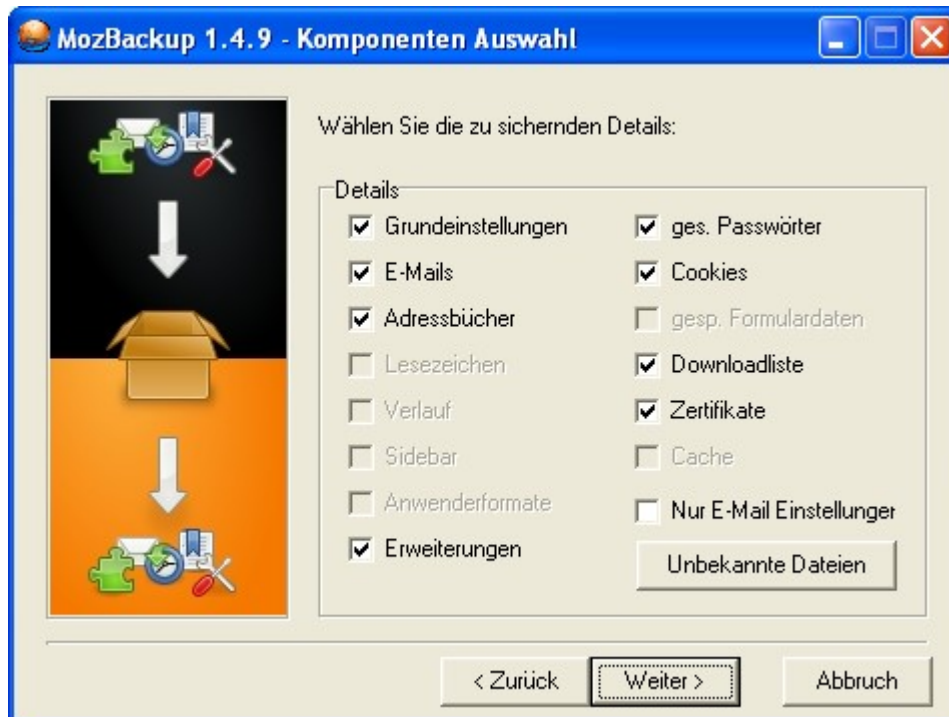 MozBackup 1.4.9 - Komponenten Auswahl
Wählen Sie die zu sichernden Details:
Details
Grundeinstellungen
E-Mails
Adressbücher
Lesezeichen
Verlauf
Sidebar
Anwenderformate
Erweiterungen
ges. Passwörter
Cookies
gesp. Formulardaten
Downloadliste
Zertifikate
Cache
Nur E-Mail Einstellunger
Unbekannte Dateien
< Zurück
Weiter >
Abbruch